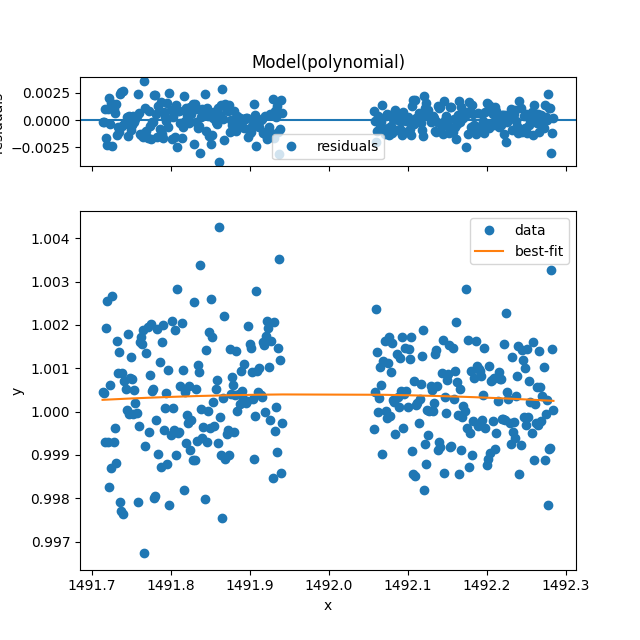 Model(polynomial)
0.0025
0.0000
−0.0025
residuals
residuals
data
best-fit
1.004
1.003
1.002
1.001
1.000
0.999
0.998
0.997
y
1491.7 1491.8 1491.9 1492.0 1492.1 1492.2 1492.3
x